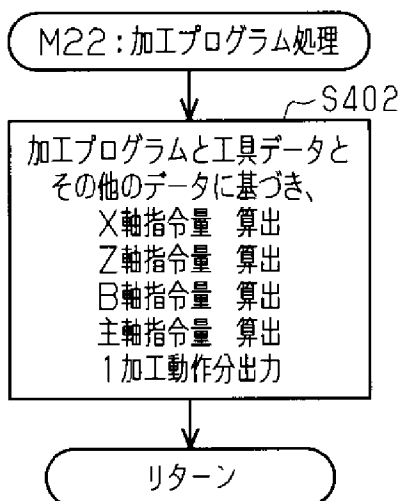 M22:加工プログラム処理
S402
加工プログラムと工具データと
その他のデータに基づき、
X軸指令量 算出
Z軸指令量 算出
B軸指令量 算出
主軸指令量 算出
1加工動作分出力
リターン